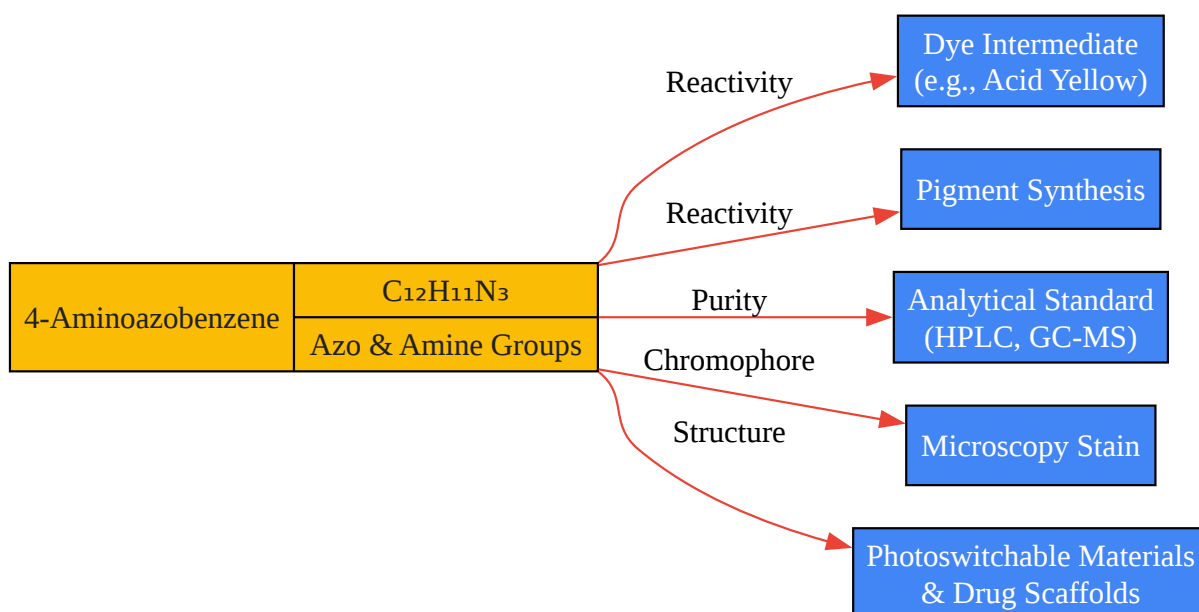 Dye Intermediate
(e.g., Acid Yellow)
Reactivity
Pigment Synthesis
Reactivity
4-Aminoazobenzene
C₁₂H₁₁N₃
Azo & Amine Groups
Purity
Analytical Standard
(HPLC, GC-MS)
Chromophore
Microscopy Stain
Structure
Photoswitchable Materials
& Drug Scaffolds